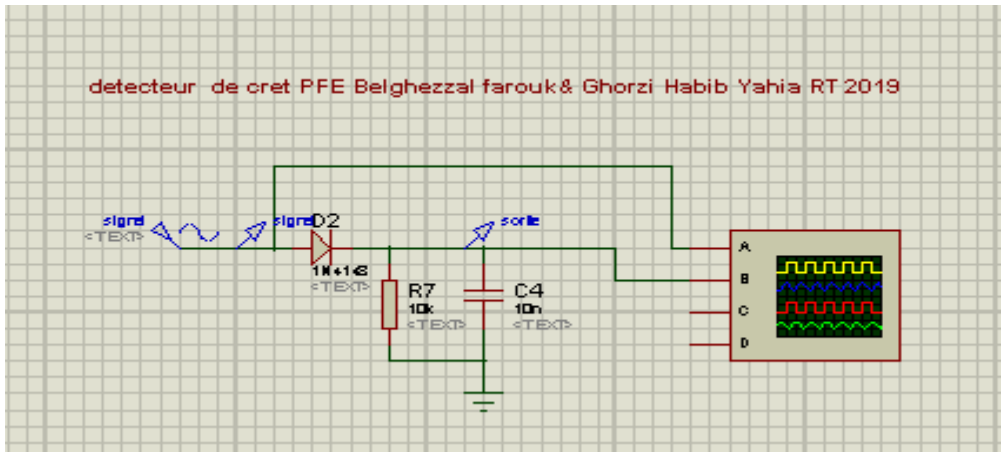 detecteur de cret PFE Belghezzal farouk& Ghorzi Habib Yahia RT 2019
signal
<TEXT>
signal
D2
<TEXT>
sortie
R7
10k
<TEXT>
C4
10n
<TEXT>
A
B
C
D